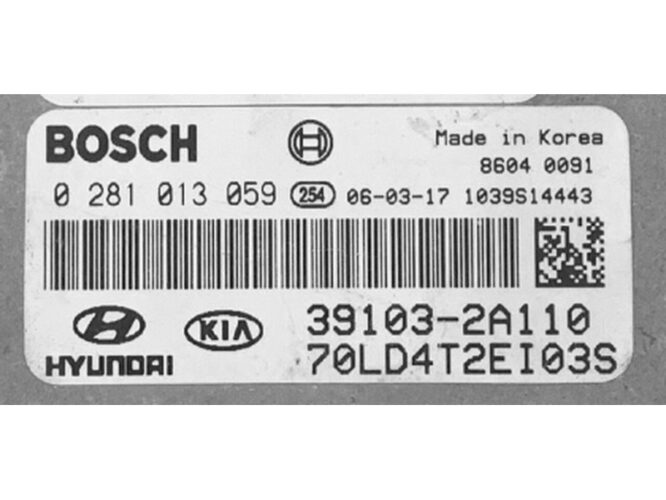 BOSCH Made in Korea
8604 0091
0 281 013 059 254 06-03-17 1039S14443
HYUNDAI KIA 39103-2A110
70LD4T2EI03S